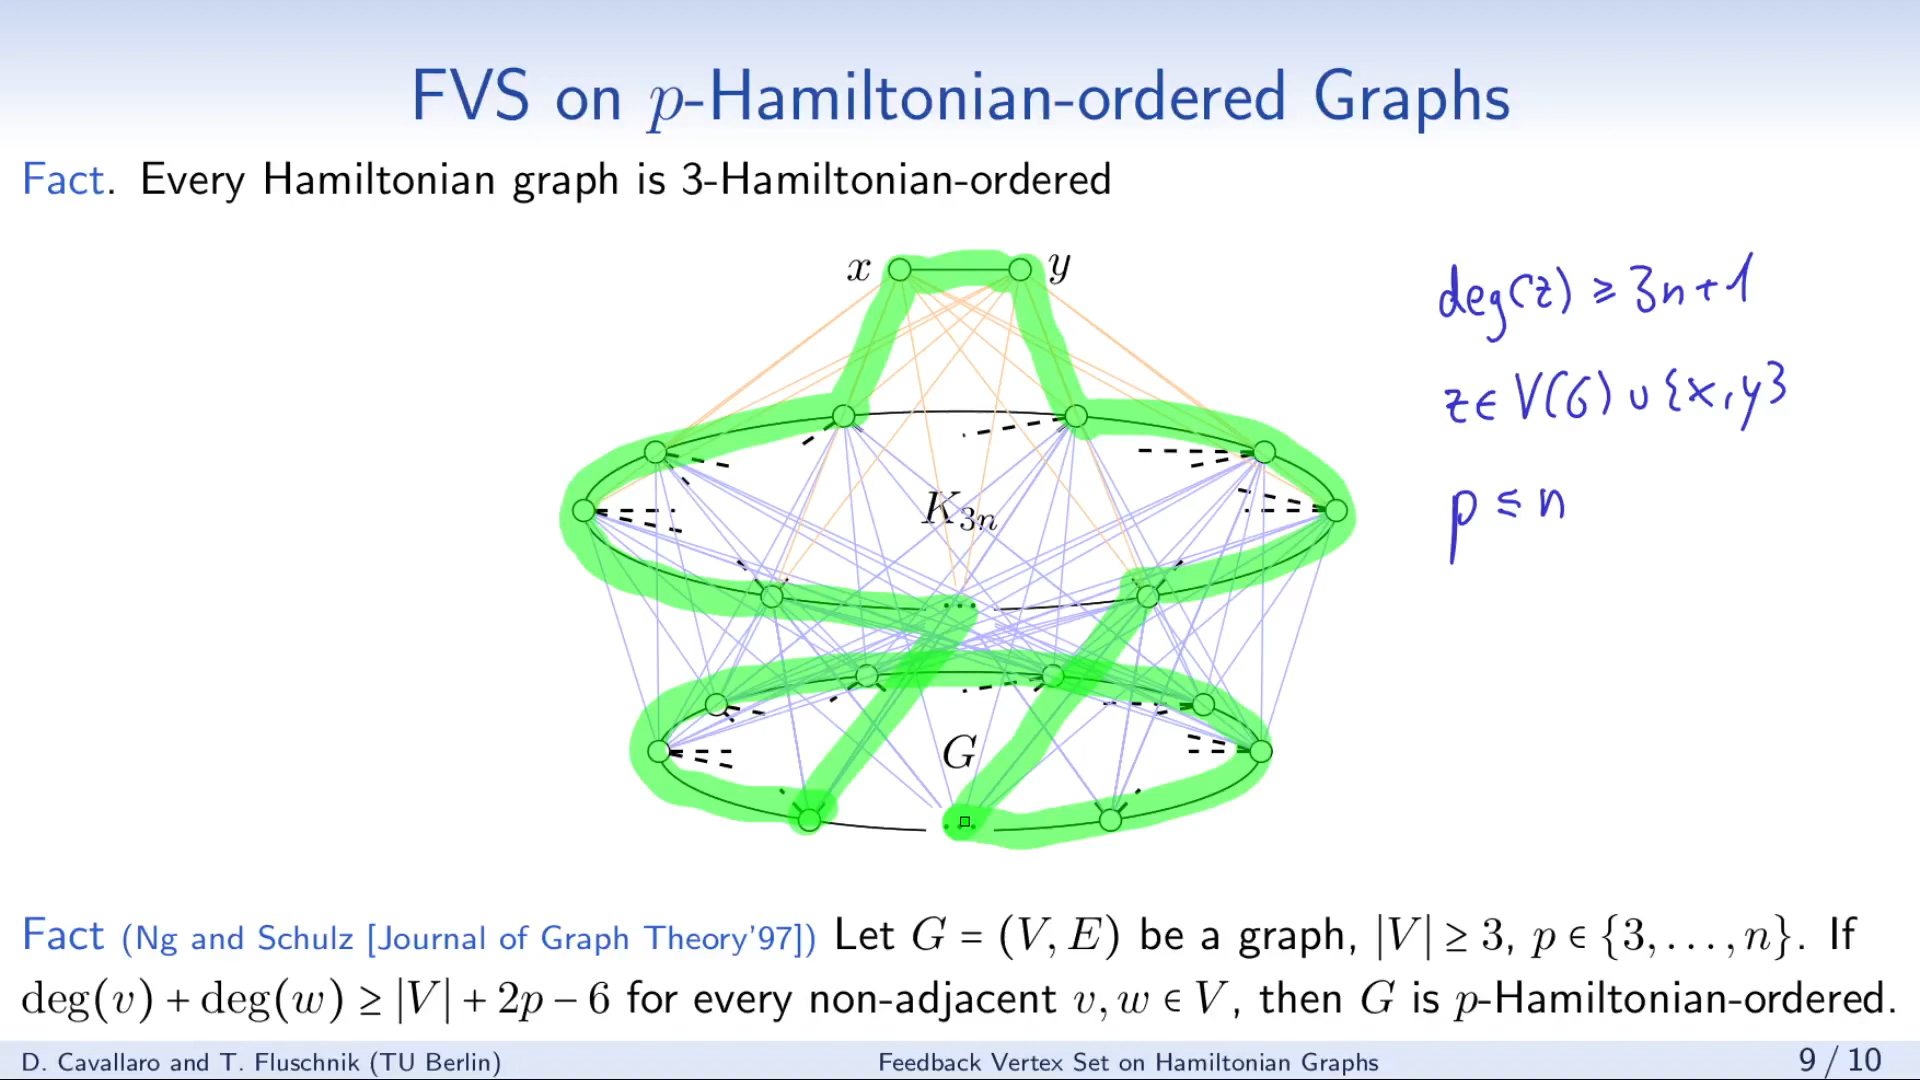 FVS on p-Hamiltonian-ordered Graphs
Fact. Every Hamiltonian graph is 3-Hamiltonian-ordered
x y
deg(z) ≥ 3n+1
z∈ V(G) ∪ {x,y}
K_{3n}
p ≤ n
...
G
Fact (Ng and Schulz [Journal of Graph Theory'97]) Let G = (V, E) be a graph, |V| ≥ 3, p ∈ {3, . . . , n}. If
deg(v) + deg(w) ≥ |V| + 2p − 6 for every non-adjacent v, w ∈ V, then G is p-Hamiltonian-ordered.
D. Cavallaro and T. Fluschnik (TU Berlin) Feedback Vertex Set on Hamiltonian Graphs 9 / 10